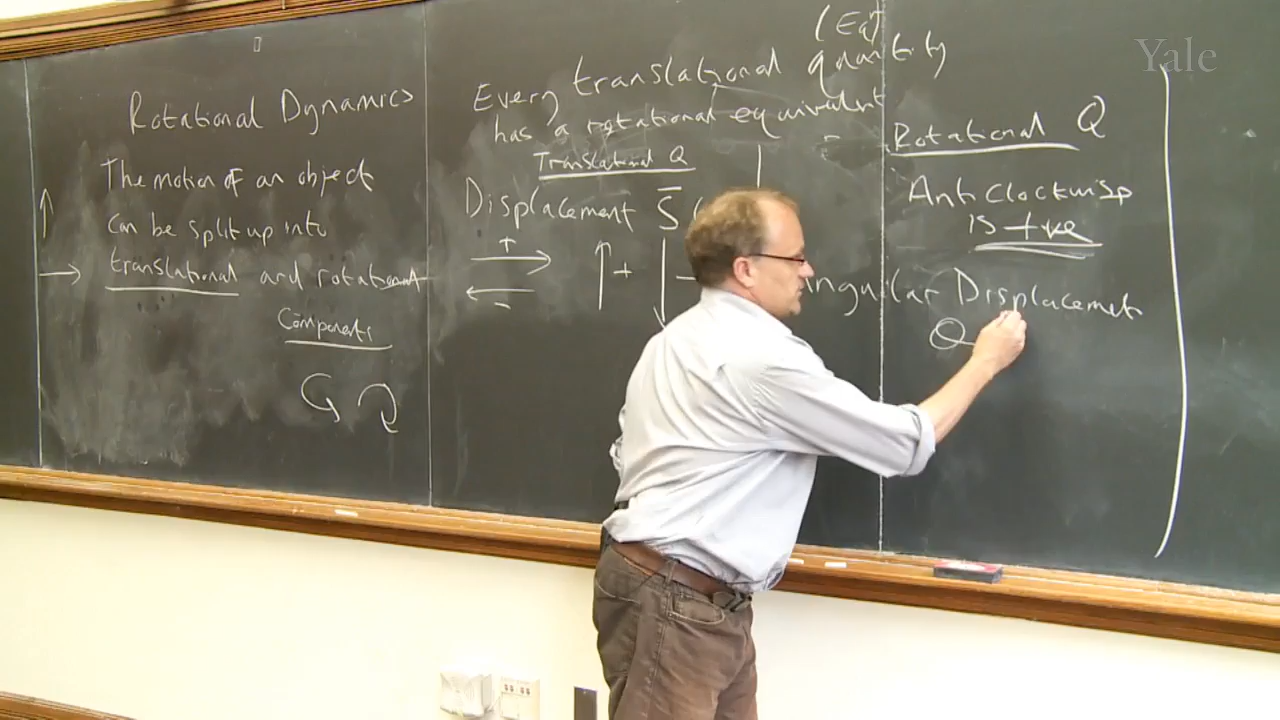 Yale
Rotational Dynamics
The motion of an object
can be split up into
translational and rotational
Components
(Eqn)
Every translational quantity
has a rotational equivalent
Translational Q
Displacement S
+
-
+
-
Rotational Q
Anticlockwise
is +ve
Angular Displacement